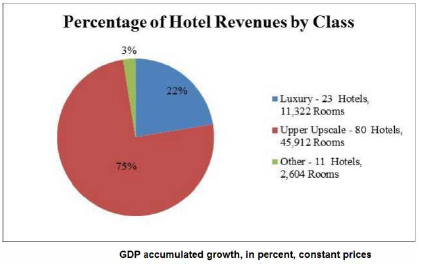 Percentage of Hotel Revenues by Class
3%
22%
75%
Luxury - 23 Hotels,
11,322 Rooms
Upper Upscale - 80 Hotels,
45,912 Rooms
Other - 11 Hotels,
2,604 Rooms
GDP accumulated growth, in percent, constant prices